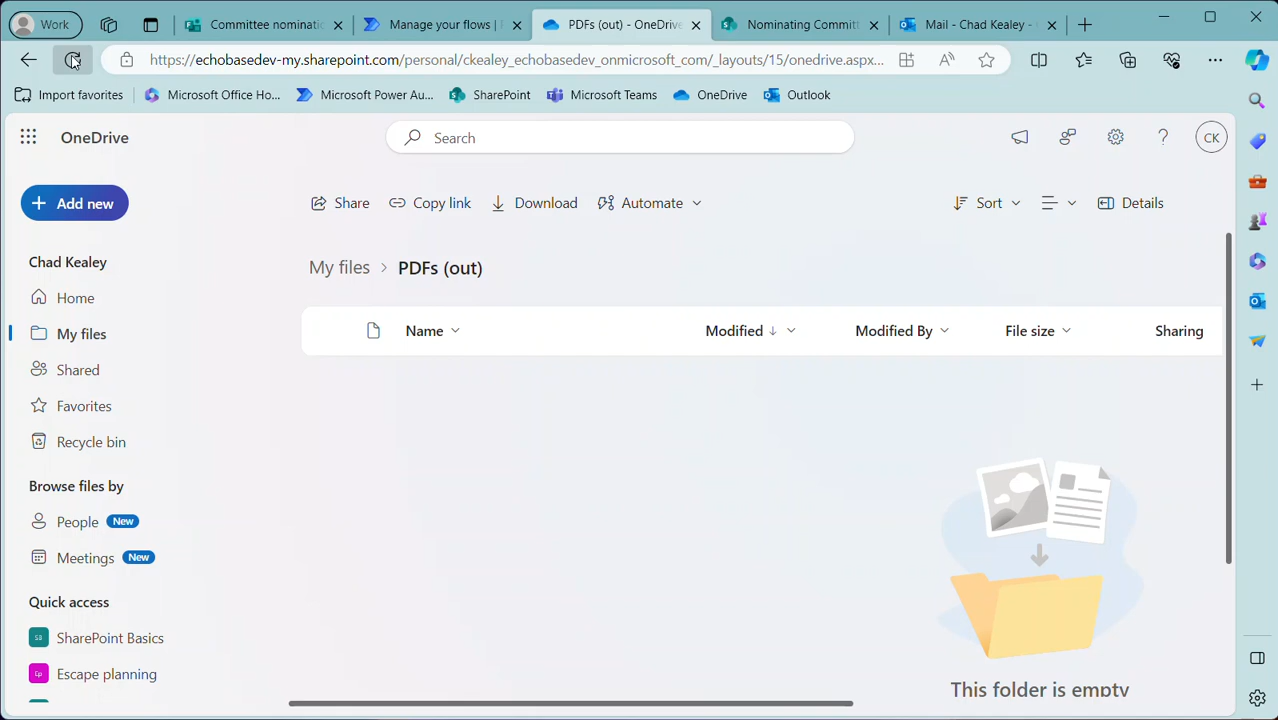 Work
Committee nominatio
Manage your flows | P
PDFs (out) - OneDrive
Nominating Committ
Mail - Chad Kealey -
https://echobasedev-my.sharepoint.com/personal/ckealey_echobasedev_onmicrosoft_com/_layouts/15/onedrive.aspx...
Import favorites
Microsoft Office Ho...
Microsoft Power Au...
SharePoint
Microsoft Teams
OneDrive
Outlook
OneDrive
Search
CK
Add new
Share
Copy link
Download
Automate
Sort
Details
Chad Kealey
My files > PDFs (out)
Home
Name
Modified
Modified By
File size
Sharing
My files
Shared
Favorites
Recycle bin
Browse files by
People New
Meetings New
Quick access
SB SharePoint Basics
Ep Escape planning
This folder is empty